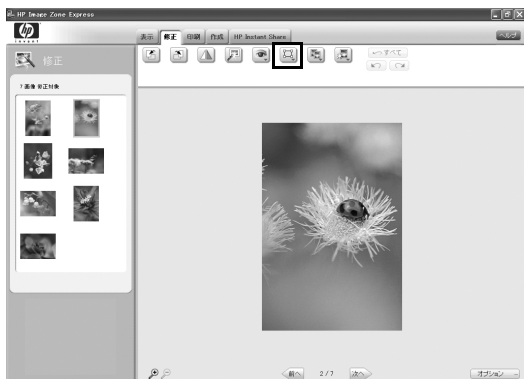 HP Image Zone Express
hp
invent
表示 修正 印刷 作成 HP Instant Share
ヘルプ
修正
すべて
7 画像 修正対象
前へ 2 / 7 次へ
オプション